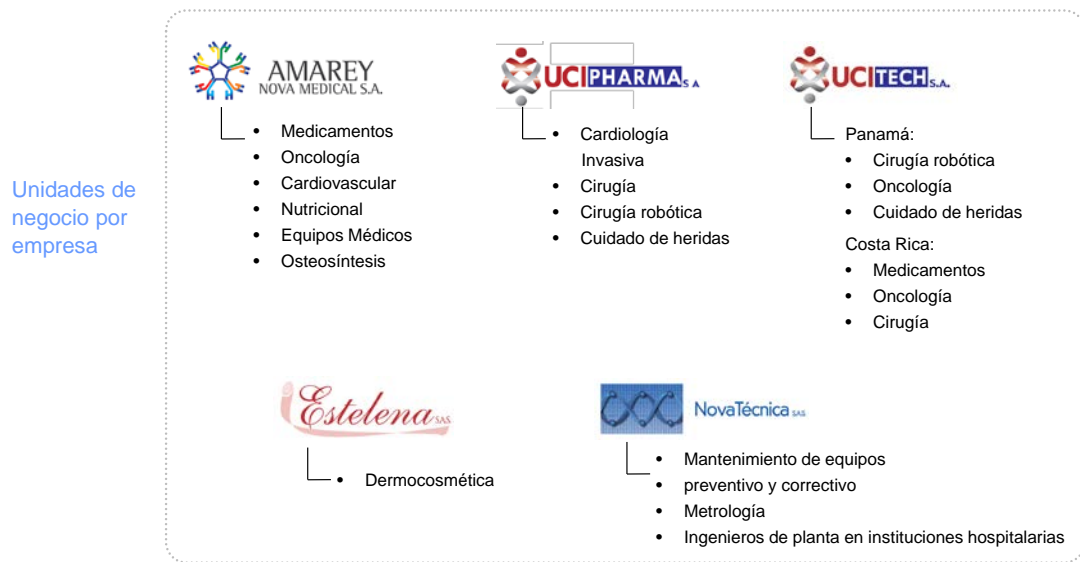 Unidades de
negocio por
empresa
AMAREY
NOVA MEDICAL S.A.
• Medicamentos
• Oncología
• Cardiovascular
• Nutricional
• Equipos Médicos
• Osteosíntesis
UCIPHARMA S A
• Cardiología
Invasiva
• Cirugía
• Cirugía robótica
• Cuidado de heridas
UCITECH S.A.
Panamá:
• Cirugía robótica
• Oncología
• Cuidado de heridas
Costa Rica:
• Medicamentos
• Oncología
• Cirugía
Estelena SAS
• Dermocosmética
NovaTécnica SAS
• Mantenimiento de equipos
• preventivo y correctivo
• Metrología
• Ingenieros de planta en instituciones hospitalarias